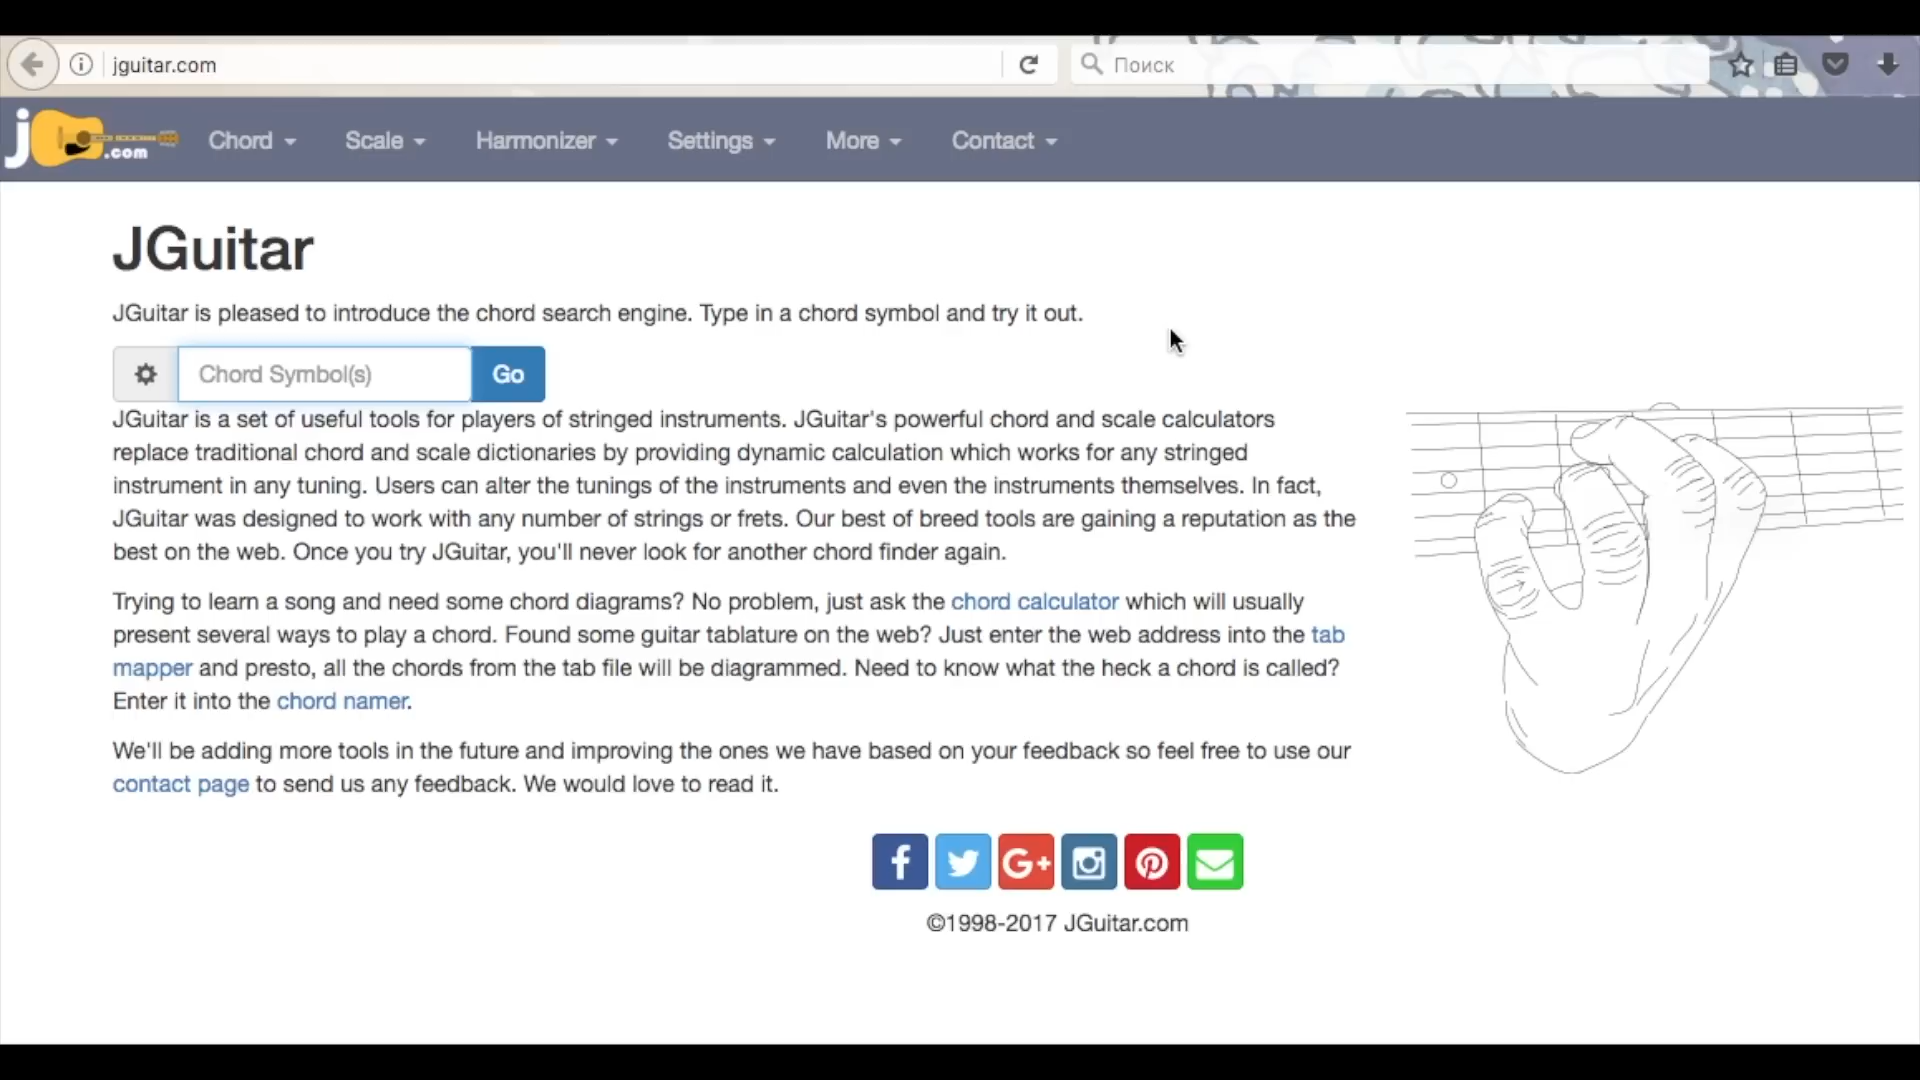 jguitar.com
Поиск
j .com Chord Scale Harmonizer Settings More Contact
JGuitar
JGuitar is pleased to introduce the chord search engine. Type in a chord symbol and try it out.
Chord Symbol(s) Go
JGuitar is a set of useful tools for players of stringed instruments. JGuitar's powerful chord and scale calculators
replace traditional chord and scale dictionaries by providing dynamic calculation which works for any stringed
instrument in any tuning. Users can alter the tunings of the instruments and even the instruments themselves. In fact,
JGuitar was designed to work with any number of strings or frets. Our best of breed tools are gaining a reputation as the
best on the web. Once you try JGuitar, you'll never look for another chord finder again.
Trying to learn a song and need some chord diagrams? No problem, just ask the chord calculator which will usually
present several ways to play a chord. Found some guitar tablature on the web? Just enter the web address into the tab
mapper and presto, all the chords from the tab file will be diagrammed. Need to know what the heck a chord is called?
Enter it into the chord namer.
We'll be adding more tools in the future and improving the ones we have based on your feedback so feel free to use our
contact page to send us any feedback. We would love to read it.
f G+
©1998-2017 JGuitar.com